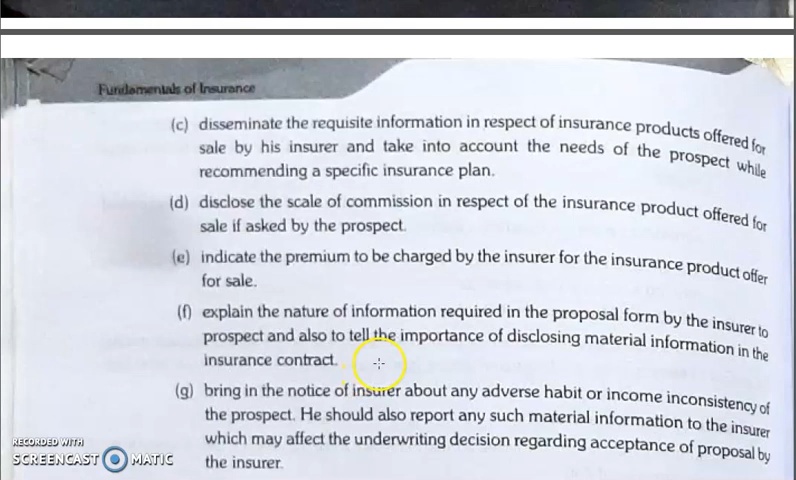 Fundamentals of Insurance
(c) disseminate the requisite information in respect of insurance products offered for
sale by his insurer and take into account the needs of the prospect while
recommending a specific insurance plan.
(d) disclose the scale of commission in respect of the insurance product offered for
sale if asked by the prospect.
(e) indicate the premium to be charged by the insurer for the insurance product offer
for sale.
(f) explain the nature of information required in the proposal form by the insurer to
prospect and also to tell the importance of disclosing material information in the
insurance contract.
(g) bring in the notice of insurer about any adverse habit or income inconsistency of
the prospect. He should also report any such material information to the insurer
which may affect the underwriting decision regarding acceptance of proposal by
the insurer.
RECORDED WITH
SCREENCAST MATIC